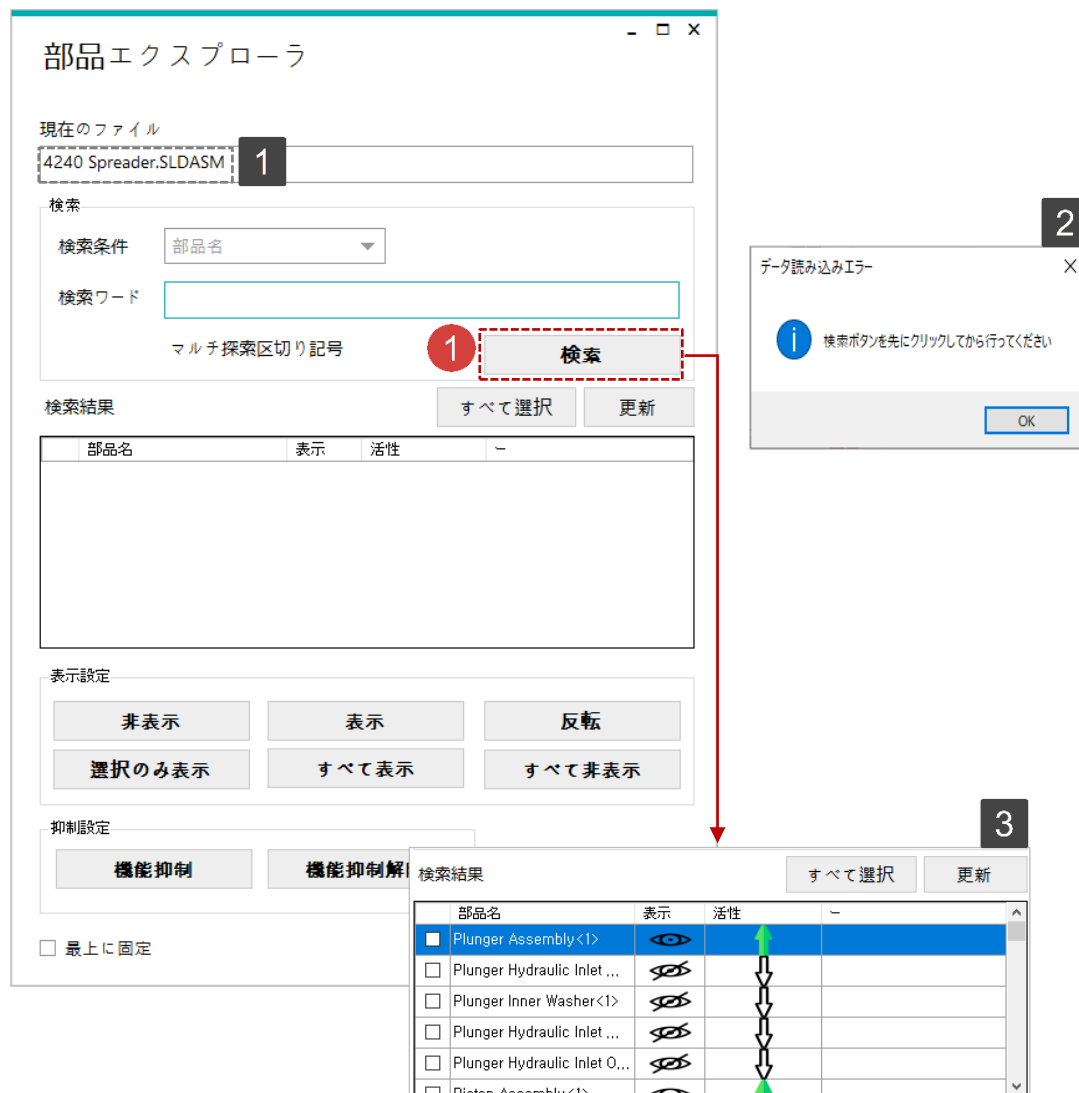 部品エクスプローラ
現在のファイル
4240 Spreader.SLDASM 1
検索
検索条件 部品名
検索ワード
マルチ探索区切り記号 1 検索
検索結果 すべて選択 更新
部品名 表示 活性 ー
表示設定
非表示 表示 反転
選択のみ表示 すべて表示 すべて非表示
抑制設定
機能抑制 機能抑制解
最上に固定
2
データ読み込みエラー
検索ボタンを先にクリックしてから行ってください
OK
3
検索結果 すべて選択 更新
部品名 表示 活性 ー
Plunger Assembly<1>
Plunger Hydraulic Inlet ...
Plunger Inner Washer<1>
Plunger Hydraulic Inlet ...
Plunger Hydraulic Inlet O...
Piston Assembly<1>